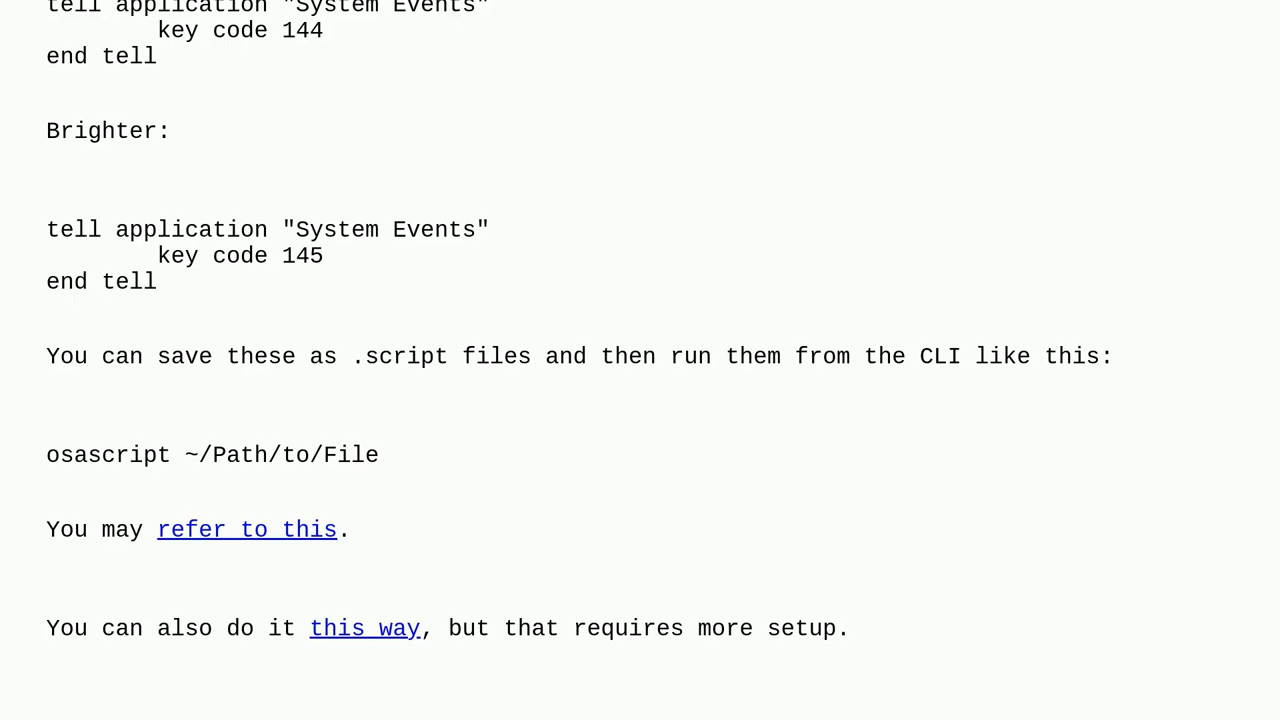 tell application "System Events"
        key code 144
end tell
Brighter:
tell application "System Events"
        key code 145
end tell
You can save these as .script files and then run them from the CLI like this:
osascript ~/Path/to/File
You may refer to this.
You can also do it this way, but that requires more setup.